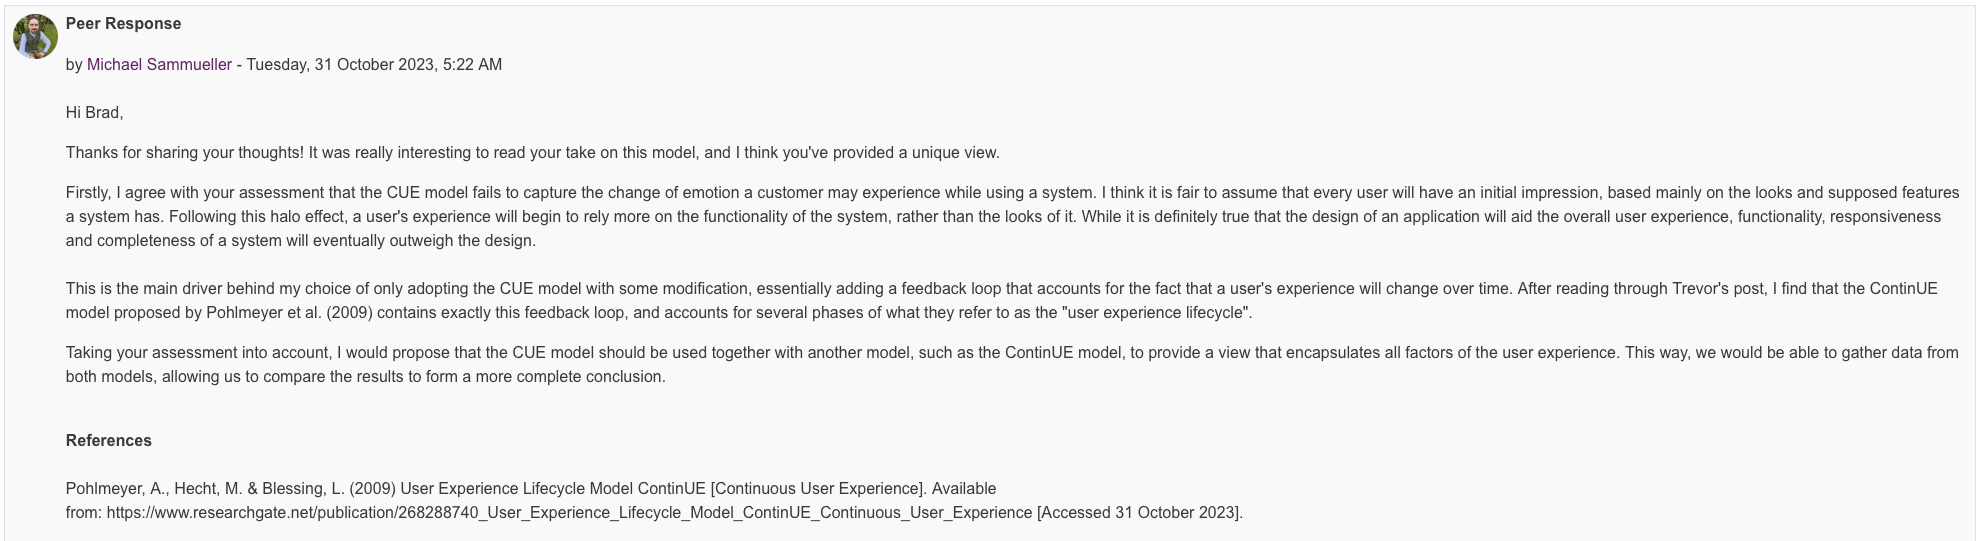 Peer Response
by Michael Sammueller - Tuesday, 31 October 2023, 5:22 AM
Hi Brad,
Thanks for sharing your thoughts! It was really interesting to read your take on this model, and I think you've provided a unique view.
Firstly, I agree with your assessment that the CUE model fails to capture the change of emotion a customer may experience while using a system. I think it is fair to assume that every user will have an initial impression, based mainly on the looks and supposed features
a system has. Following this halo effect, a user's experience will begin to rely more on the functionality of the system, rather than the looks of it. While it is definitely true that the design of an application will aid the overall user experience, functionality, responsiveness
and completeness of a system will eventually outweigh the design.
This is the main driver behind my choice of only adopting the CUE model with some modification, essentially adding a feedback loop that accounts for the fact that a user's experience will change over time. After reading through Trevor's post, I find that the ContinUE
model proposed by Pohlmeyer et al. (2009) contains exactly this feedback loop, and accounts for several phases of what they refer to as the "user experience lifecycle".
Taking your assessment into account, I would propose that the CUE model should be used together with another model, such as the ContinUE model, to provide a view that encapsulates all factors of the user experience. This way, we would be able to gather data from
both models, allowing us to compare the results to form a more complete conclusion.
References
Pohlmeyer, A., Hecht, M. & Blessing, L. (2009) User Experience Lifecycle Model ContinUE [Continuous User Experience]. Available
from: https://www.researchgate.net/publication/268288740_User_Experience_Lifecycle_Model_ContinUE_Continuous_User_Experience [Accessed 31 October 2023].